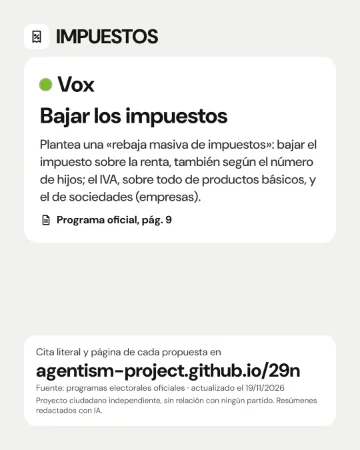 IMPUESTOS
Vox
Bajar los impuestos
Plantea una «rebaja masiva de impuestos»: bajar el
impuesto sobre la renta, también según el número
de hijos; el IVA, sobre todo de productos básicos, y
el de sociedades (empresas).
Programa oficial, pág. 9
Cita literal y página de cada propuesta en
agentism-project.github.io/29n
Fuente: programas electorales oficiales · actualizado el 19/11/2026
Proyecto ciudadano independiente, sin relación con ningún partido. Resúmenes
redactados con IA.